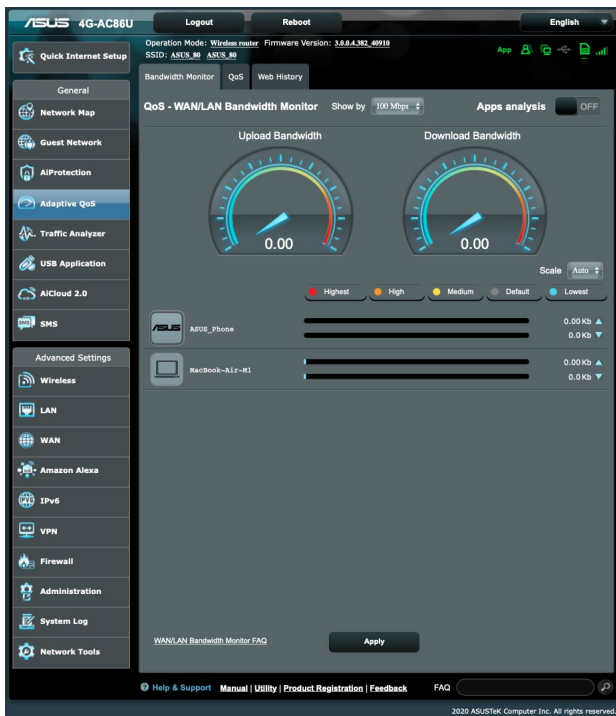 ASUS 4G-AC86U Logout Reboot English
Quick Internet Setup
Operation Mode: Wireless router Firmware Version: 3.0.0.4.382_40910
SSID: ASUS_80 ASUS_80
App
Bandwidth Monitor QoS Web History
General
Network Map
Guest Network
AiProtection
Adaptive QoS
Traffic Analyzer
USB Application
AiCloud 2.0
SMS SMS
Advanced Settings
Wireless
LAN
WAN
Amazon Alexa
IPv6
VPN
Firewall
Administration
System Log
Network Tools
QoS - WAN/LAN Bandwidth Monitor Show by 100 Mbps Apps analysis OFF
Upload Bandwidth Download Bandwidth
0.00 0.00
Scale Auto
Highest High Medium Default Lowest
ASUS ASUS_Phone 0.00 Kb
0.0 Kb
MacBook-Air-M1 0.00 Kb
0.0 Kb
WAN/LAN Bandwidth Monitor FAQ Apply
Help & Support Manual | Utility | Product Registration | Feedback FAQ
2020 ASUSTeK Computer Inc. All rights reserved.